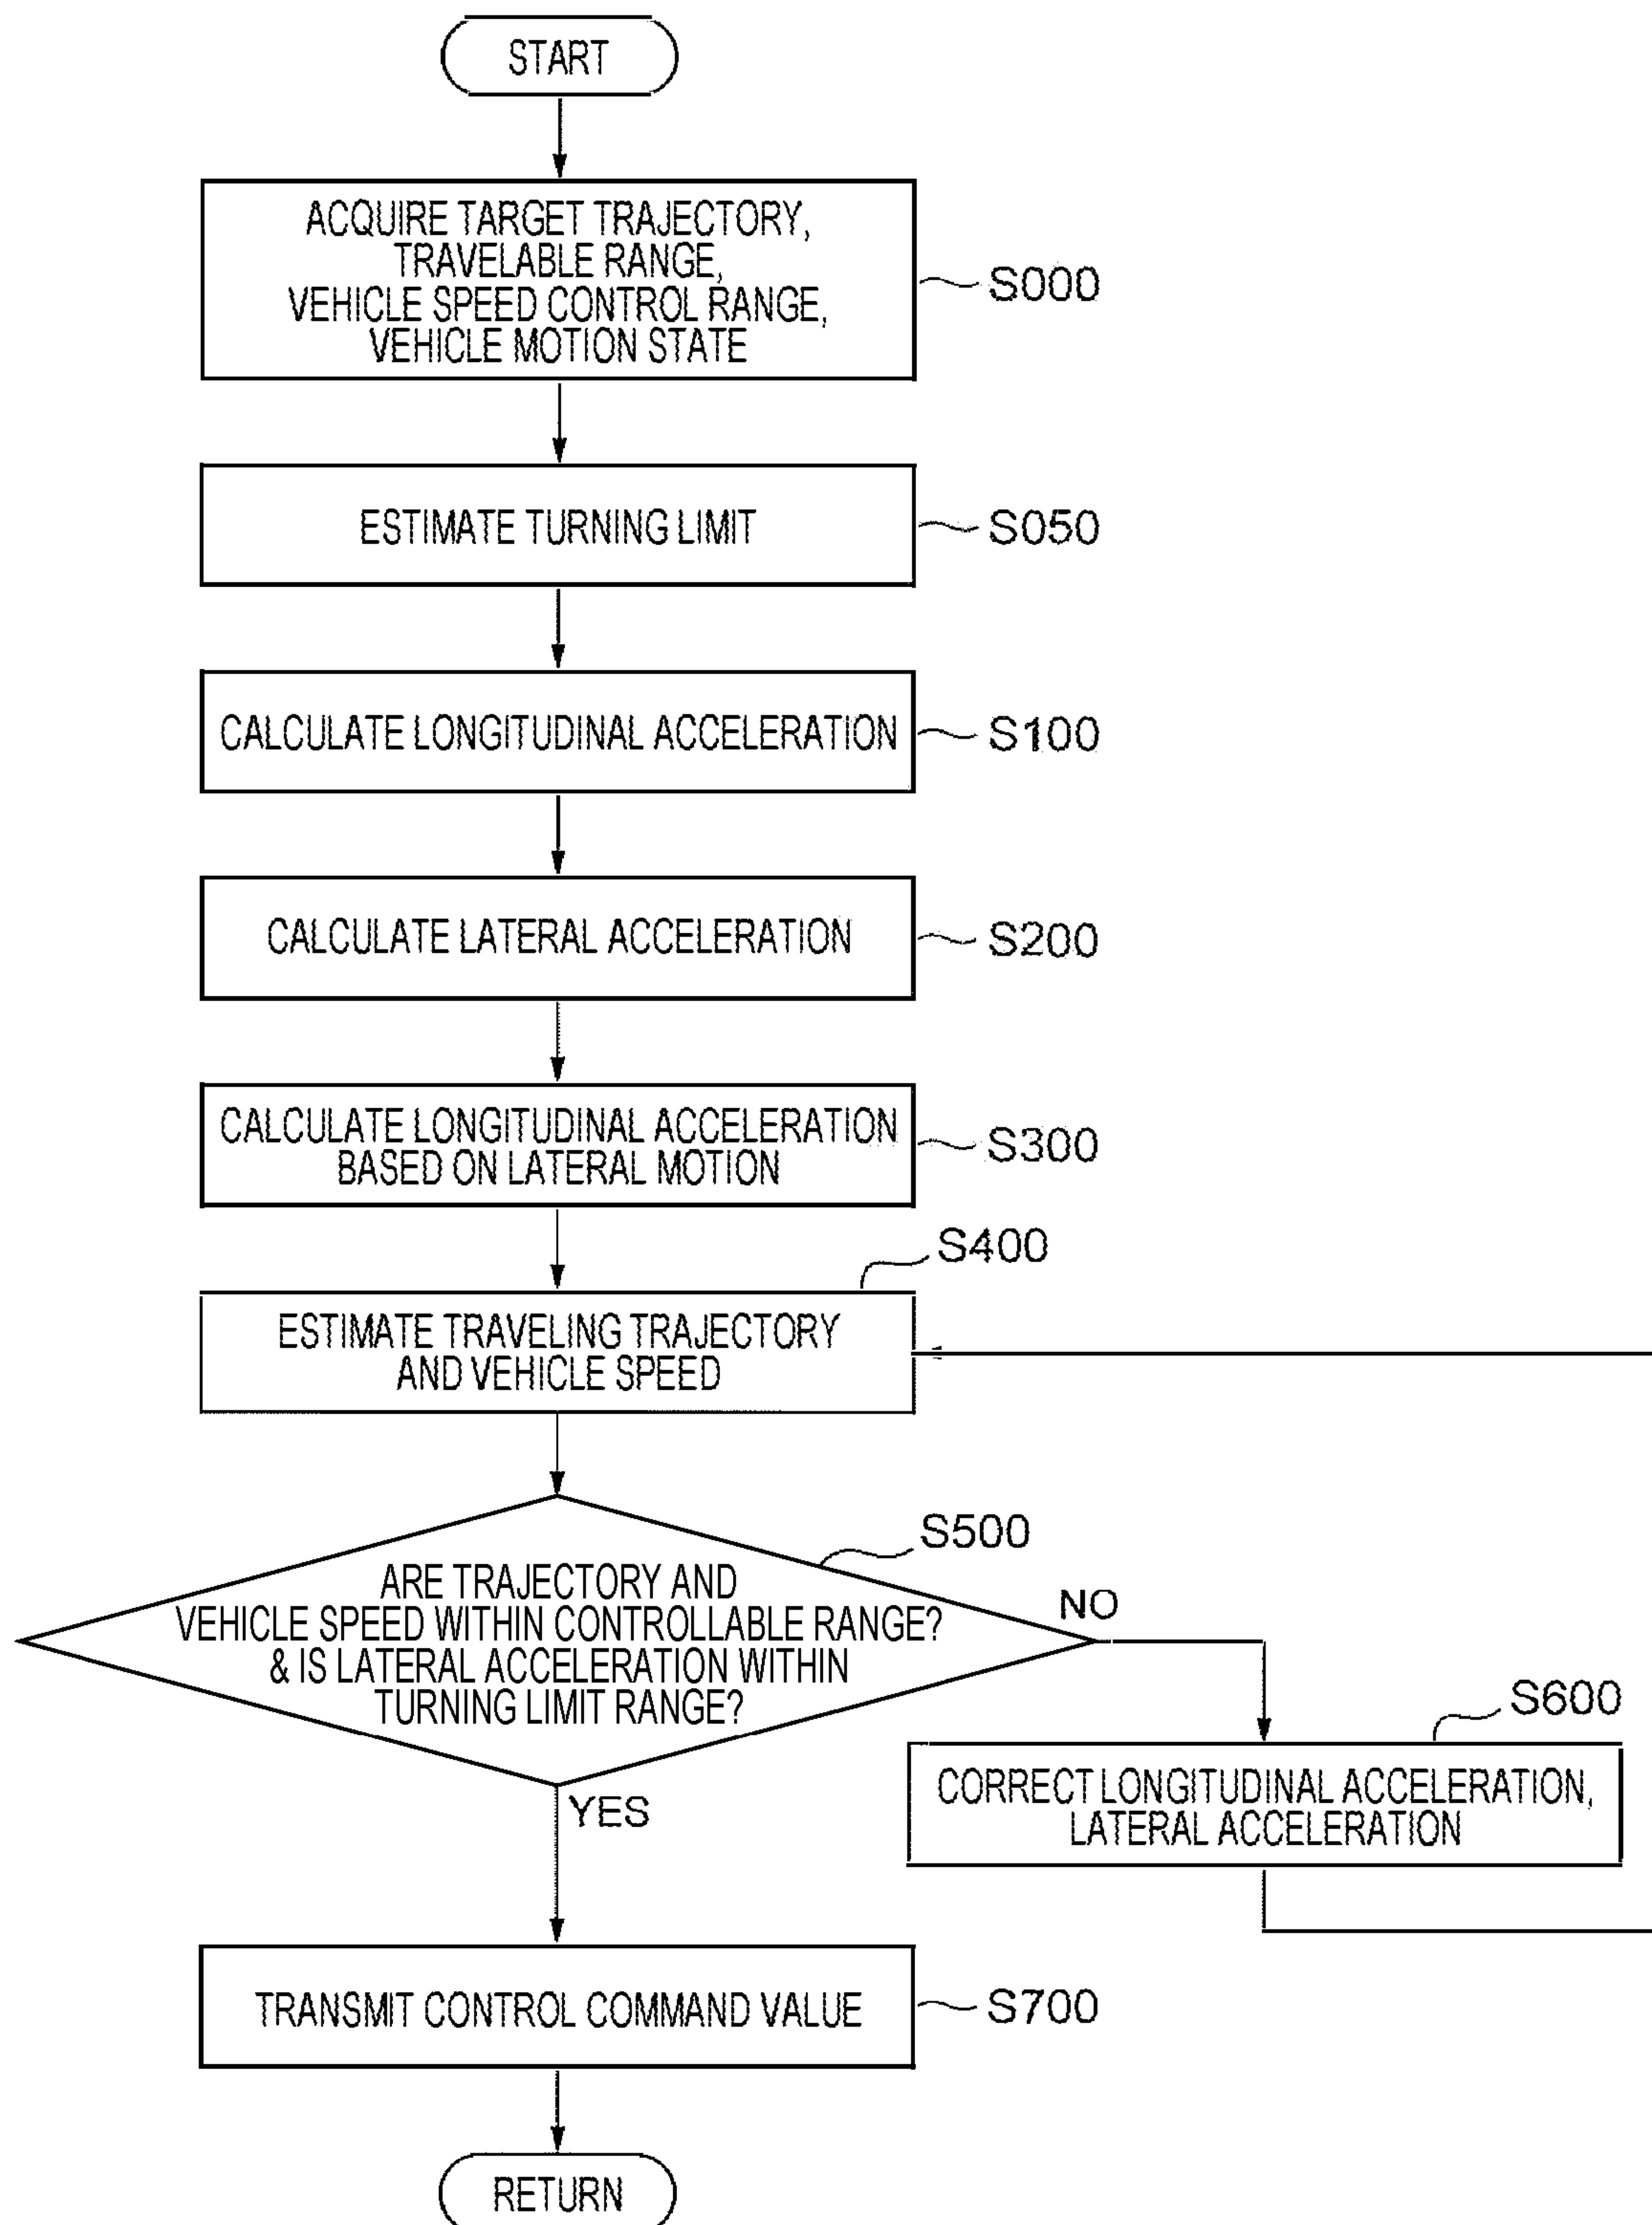 START
ACQUIRE TARGET TRAJECTORY,
TRAVELABLE RANGE,
VEHICLE SPEED CONTROL RANGE,
VEHICLE MOTION STATE
S000
ESTIMATE TURNING LIMIT
S050
CALCULATE LONGITUDINAL ACCELERATION
S100
CALCULATE LATERAL ACCELERATION
S200
CALCULATE LONGITUDINAL ACCELERATION
BASED ON LATERAL MOTION
S300
S400
ESTIMATE TRAVELING TRAJECTORY
AND VEHICLE SPEED
S500
ARE TRAJECTORY AND
VEHICLE SPEED WITHIN CONTROLLABLE RANGE?
& IS LATERAL ACCELERATION WITHIN
TURNING LIMIT RANGE?
NO
S600
CORRECT LONGITUDINAL ACCELERATION,
LATERAL ACCELERATION
YES
TRANSMIT CONTROL COMMAND VALUE
S700
RETURN